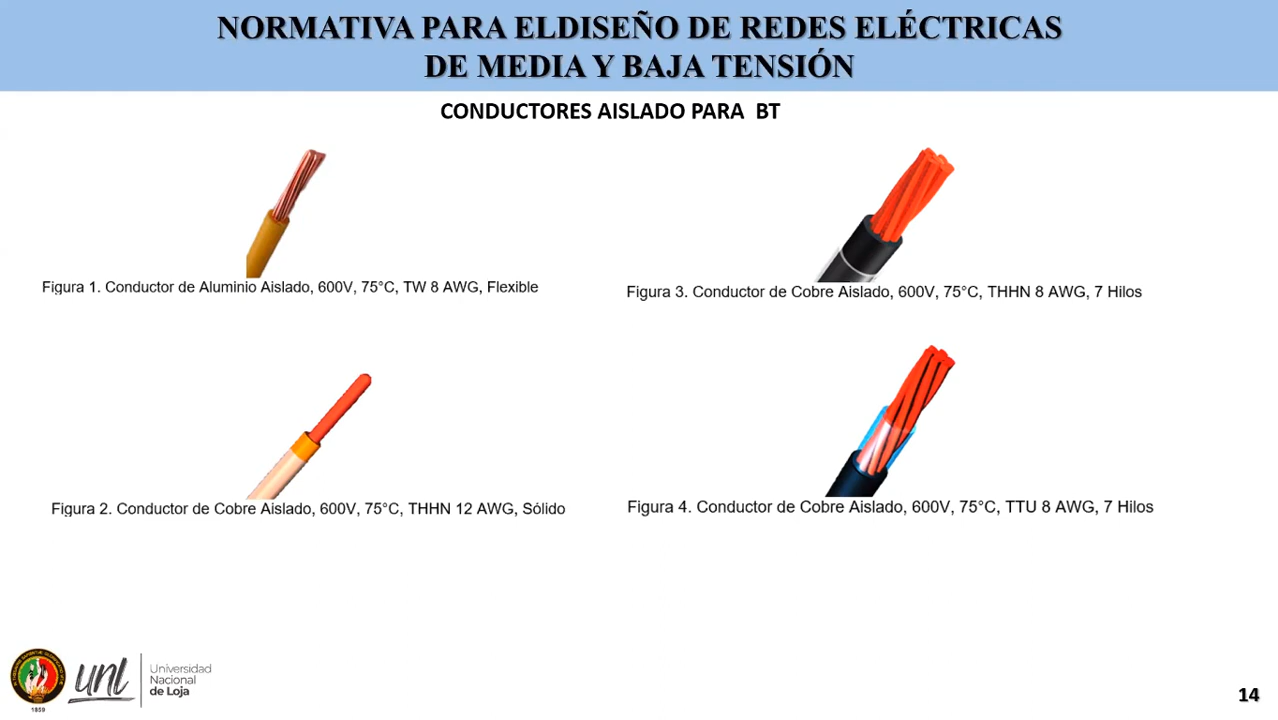 NORMATIVA PARA ELDISEÑO DE REDES ELÉCTRICAS
DE MEDIA Y BAJA TENSIÓN
CONDUCTORES AISLADO PARA BT
Figura 1. Conductor de Aluminio Aislado, 600V, 75°C, TW 8 AWG, Flexible
Figura 3. Conductor de Cobre Aislado, 600V, 75°C, THHN 8 AWG, 7 Hilos
Figura 2. Conductor de Cobre Aislado, 600V, 75°C, THHN 12 AWG, Sólido
Figura 4. Conductor de Cobre Aislado, 600V, 75°C, TTU 8 AWG, 7 Hilos
1859
unl
Universidad
Nacional
de Loja
14